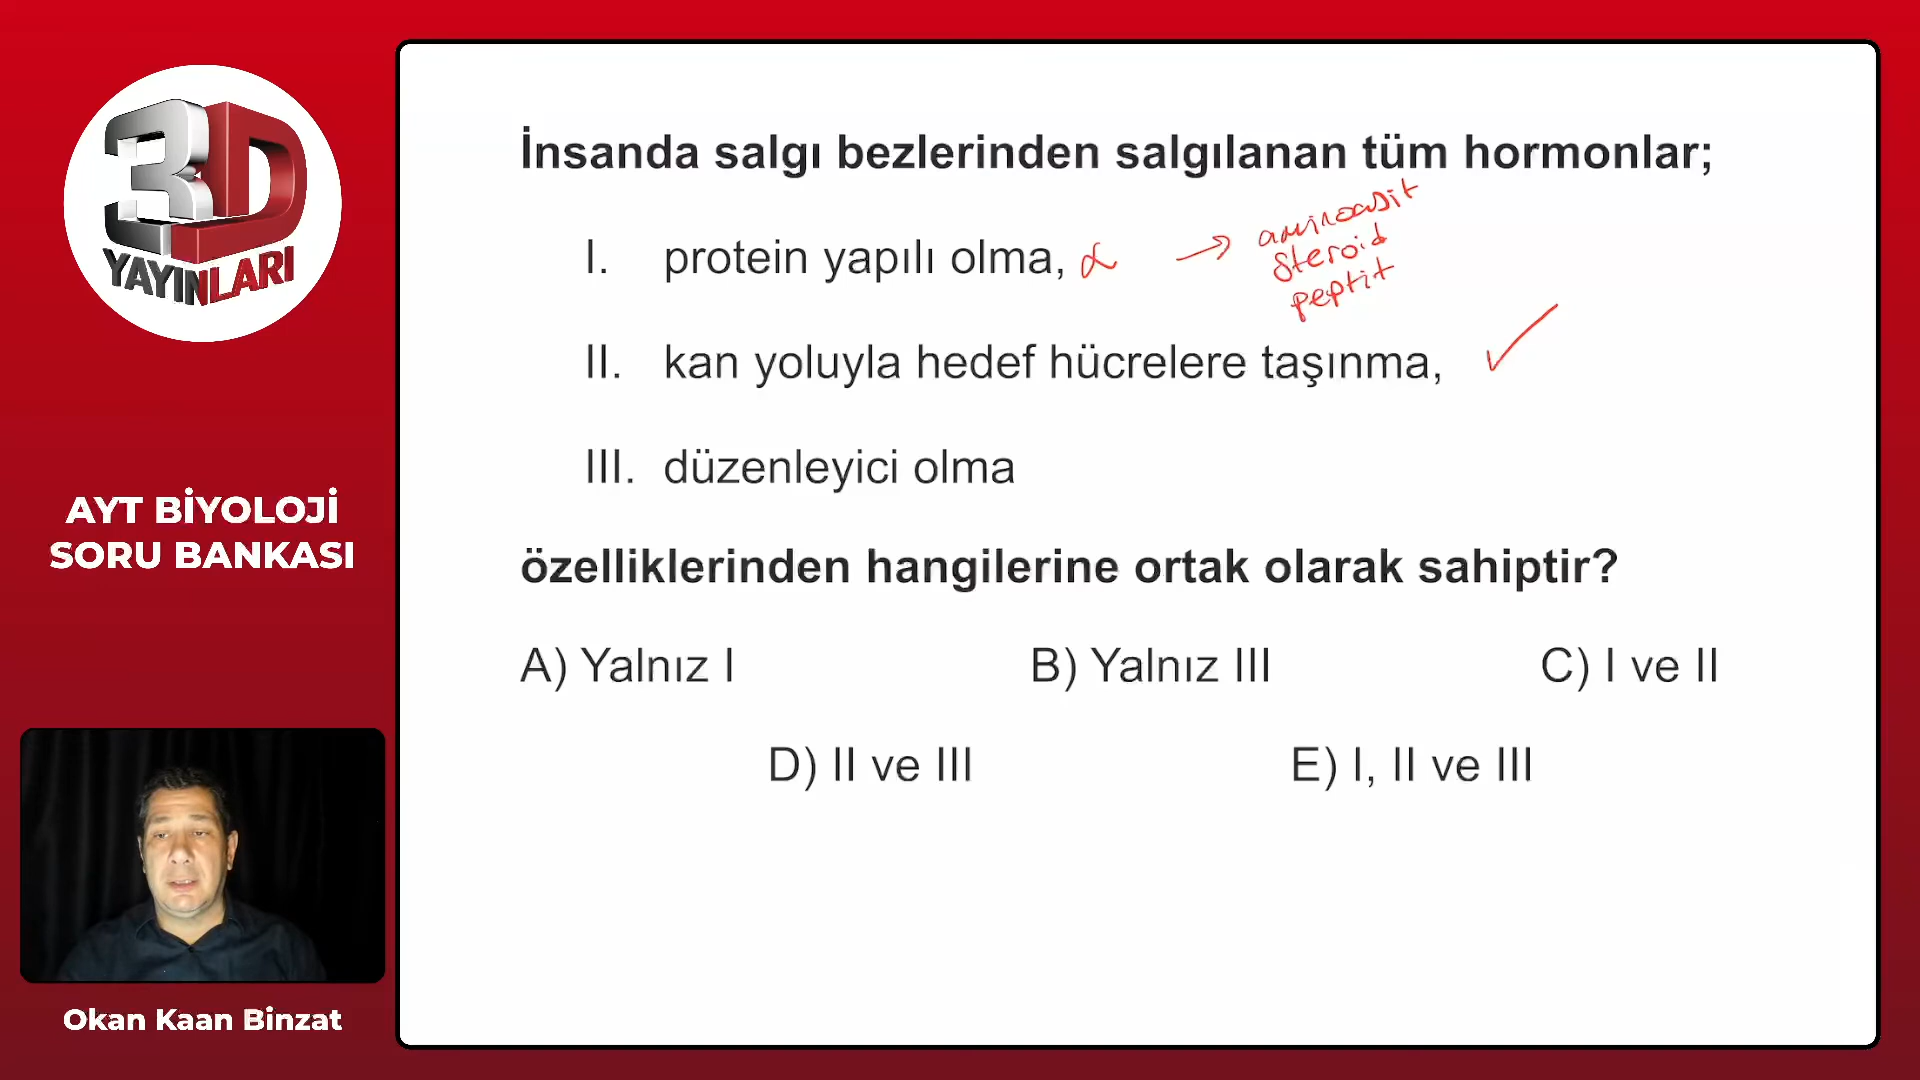 3D
YAYINLARI
AYT BİYOLOJİ
SORU BANKASI
Okan Kaan Binzat
İnsanda salgı bezlerinden salgılanan tüm hormonlar;
I. protein yapılı olma,
aminoasit
steroid
peptit
II. kan yoluyla hedef hücrelere taşınma,
III. düzenleyici olma
özelliklerinden hangilerine ortak olarak sahiptir?
A) Yalnız I B) Yalnız III C) I ve II
D) II ve III E) I, II ve III